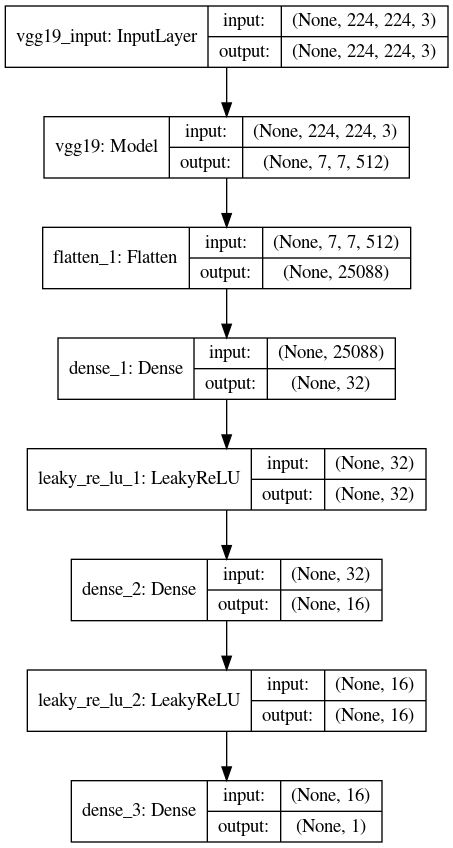 vgg19_input: InputLayer
input: (None, 224, 224, 3)
output: (None, 224, 224, 3)
vgg19: Model
input: (None, 224, 224, 3)
output: (None, 7, 7, 512)
flatten_1: Flatten
input: (None, 7, 7, 512)
output: (None, 25088)
dense_1: Dense
input: (None, 25088)
output: (None, 32)
leaky_re_lu_1: LeakyReLU
input: (None, 32)
output: (None, 32)
dense_2: Dense
input: (None, 32)
output: (None, 16)
leaky_re_lu_2: LeakyReLU
input: (None, 16)
output: (None, 16)
dense_3: Dense
input: (None, 16)
output: (None, 1)